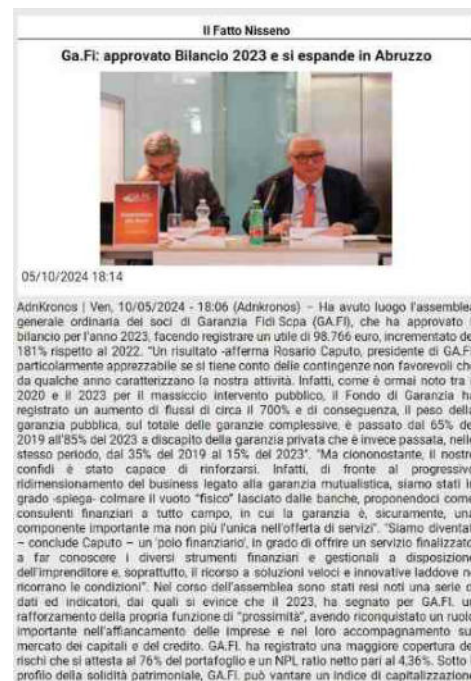 Il Fatto Nisseno
Ga.Fi: approvato Bilancio 2023 e si espande in Abruzzo
05/10/2024 18:14
AdnKronos | Ven, 10/05/2024 - 18:06 (Adnkronos) – Ha avuto luogo l'assemblea
generale ordinaria dei soci di Garanzia Fidi Scpa (GA.FI), che ha approvato
bilancio per l'anno 2023, facendo registrare un utile di 98.766 euro, incrementato de
181% rispetto al 2022. "Un risultato -afferma Rosario Caputo, presidente di GA.FI
particolarmente apprezzabile se si tiene conto delle contingenze non favorevoli ch
da qualche anno caratterizzano la nostra attività. Infatti, come è ormai noto tra
2020 e il 2023 per il massiccio intervento pubblico, il Fondo di Garanzia ha
registrato un aumento di flussi di circa il 700% e di conseguenza, il peso dell
garanzia pubblica, sul totale delle garanzie complessive, è passato dal 65% de
2019 all'85% del 2023 a discapito della garanzia privata che è invece passata, nell
stesso periodo, dal 35% del 2019 al 15% del 2023". "Ma ciononostante, il nostro
confidi è stato capace di rinforzarsi. Infatti, di fronte al progressivo
ridimensionamento del business legato alla garanzia mutualistica, siamo stati in
grado -spiega- colmare il vuoto "fisico" lasciato dalle banche, proponendoci come
consulenti finanziari a tutto campo, in cui la garanzia è, sicuramente, una
componente importante ma non più l'unica nell'offerta di servizi". "Siamo diventat
– conclude Caputo – un 'polo finanziario', in grado di offrire un servizio finalizzato
a far conoscere i diversi strumenti finanziari e gestionali a disposizione
dell'imprenditore e, soprattutto, il ricorso a soluzioni veloci e innovative laddove n
ricorrano le condizioni". Nel corso dell'assemblea sono stati resi noti una serie d
dati ed indicatori, dai quali si evince che il 2023, ha segnato per GA.FI. u
rafforzamento della propria funzione di "prossimità", avendo riconquistato un ruolo
importante nell'affiancamento delle imprese e nel loro accompagnamento su
mercato dei capitali e del credito. GA.FI. ha registrato una maggiore copertura de
rischi che si attesta al 76% del portafoglio e un NPL ratio netto pari al 4,36%. Sotto i
profilo della solidità patrimoniale, GA.FI. può vantare un indice di capitalizzazione